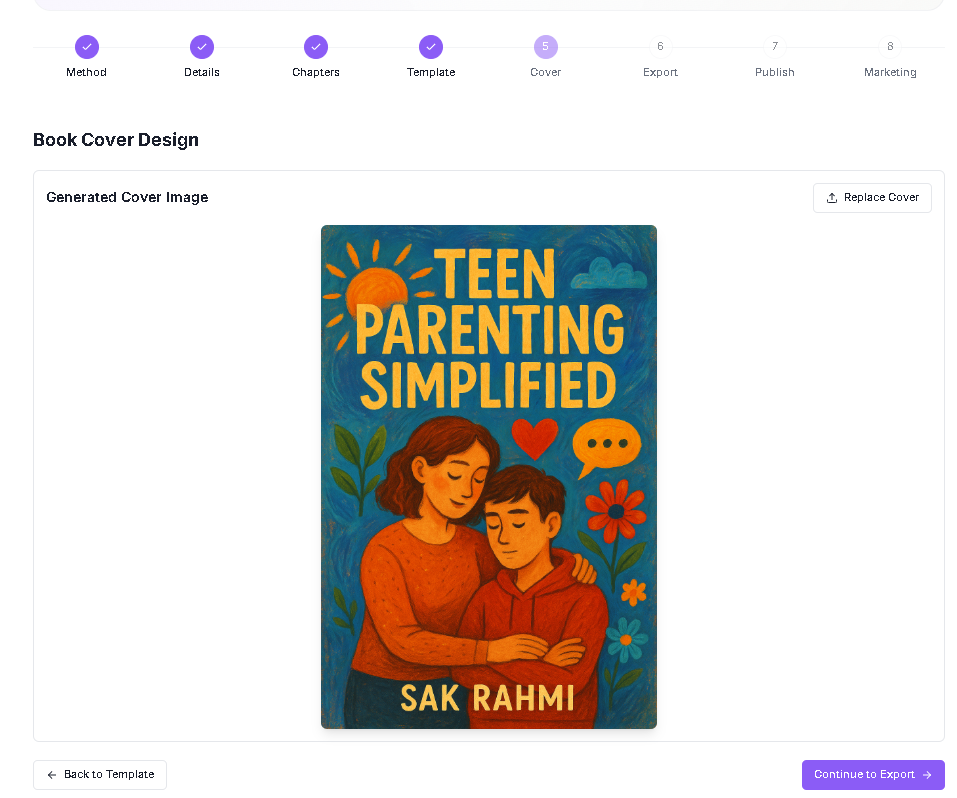 Method
Details
Chapters
Template
5
Cover
6
Export
7
Publish
8
Marketing
Book Cover Design
Generated Cover Image
Replace Cover
TEEN
PARENTING
SIMPLIFIED
SAK RAHMI
Back to Template
Continue to Export